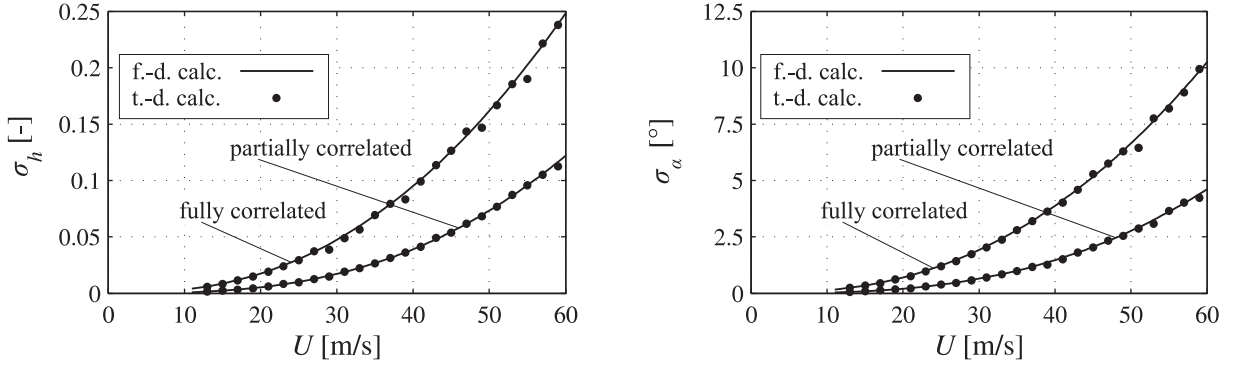 0.25
0.2
0.15
0.1
0.05
0
σ_h [-]
f.-d. calc.
t.-d. calc.
partially correlated
fully correlated
0 10 20 30 40 50 60
U [m/s]
12.5
10
7.5
5
2.5
0
σ_α [°]
f.-d. calc.
t.-d. calc.
partially correlated
fully correlated
0 10 20 30 40 50 60
U [m/s]